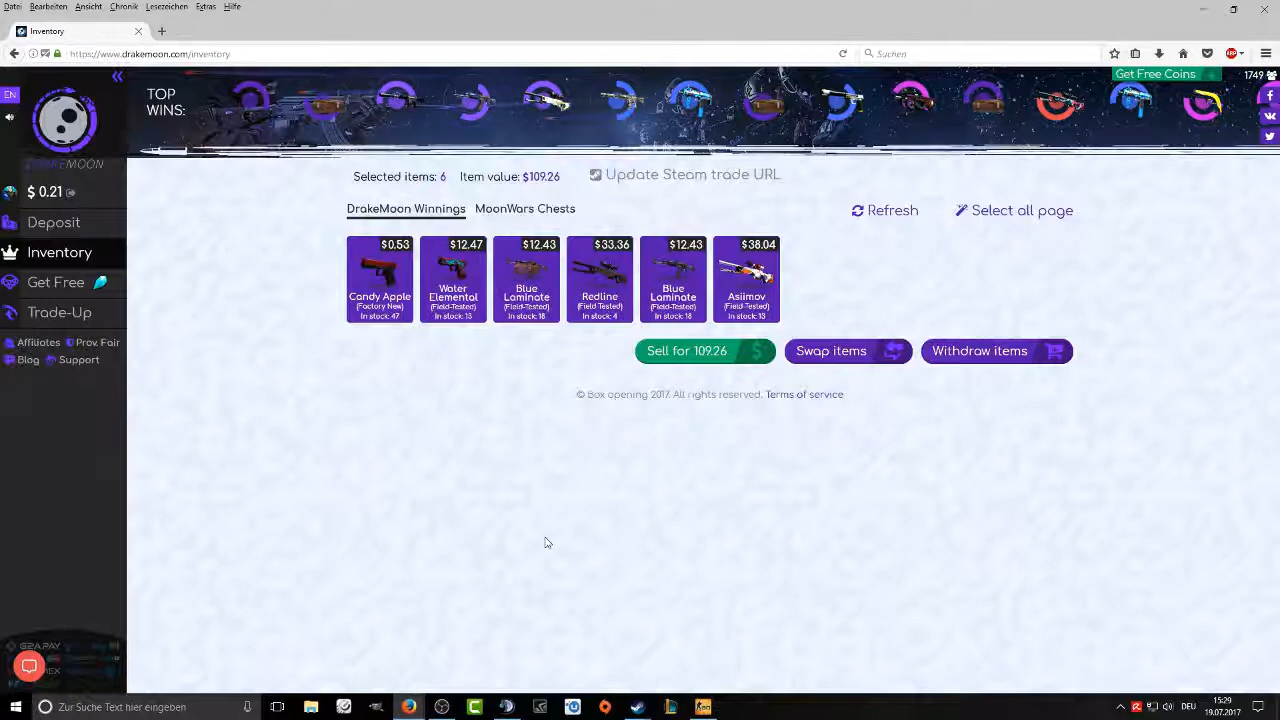 Datei Bearbeiten Ansicht Chronik Lesezeichen Extras Hilfe
Inventory
https://www.drakemoon.com/inventory
Suchen
EN
DRAKEMOON
$ 0.21
Deposit
Inventory
Get Free
Trade-Up
Affiliates Prov. Fair
Blog Support
G2A PAY
TOP
WINS:
Get Free Coins
1749
Selected items: 6 Item value: $109.26 Update Steam trade URL
DrakeMoon Winnings MoonWars Chests
Refresh Select all page
$0.53
Candy Apple
(Factory New)
In stock: 47
$12.47
Water
Elemental
(Field-Tested)
In stock: 13
$12.43
Blue
Laminate
(Field-Tested)
In stock: 18
$33.36
Redline
(Field Tested)
In stock: 4
$12.43
Blue
Laminate
(Field-Tested)
In stock: 18
$38.04
Asiimov
(Field-Tested)
In stock: 13
Sell for 109.26 Swap items Withdraw items
© Box opening 2017. All rights reserved. Terms of service
Zur Suche Text hier eingeben
DEU
15:29
19.07.2017